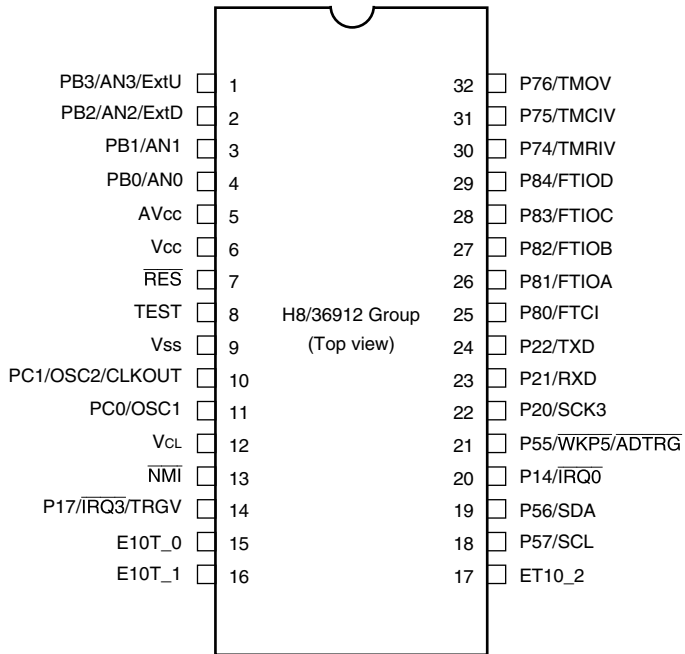 PB3/AN3/ExtU 1
PB2/AN2/ExtD 2
PB1/AN1 3
PB0/AN0 4
AVcc 5
Vcc 6
RES 7
TEST 8
Vss 9
PC1/OSC2/CLKOUT 10
PC0/OSC1 11
VCL 12
NMI 13
P17/IRQ3/TRGV 14
E10T_0 15
E10T_1 16
H8/36912 Group
(Top view)
32 P76/TMOV
31 P75/TMCIV
30 P74/TMRIV
29 P84/FTIOD
28 P83/FTIOC
27 P82/FTIOB
26 P81/FTIOA
25 P80/FTCI
24 P22/TXD
23 P21/RXD
22 P20/SCK3
21 P55/WKP5/ADTRG
20 P14/IRQ0
19 P56/SDA
18 P57/SCL
17 ET10_2